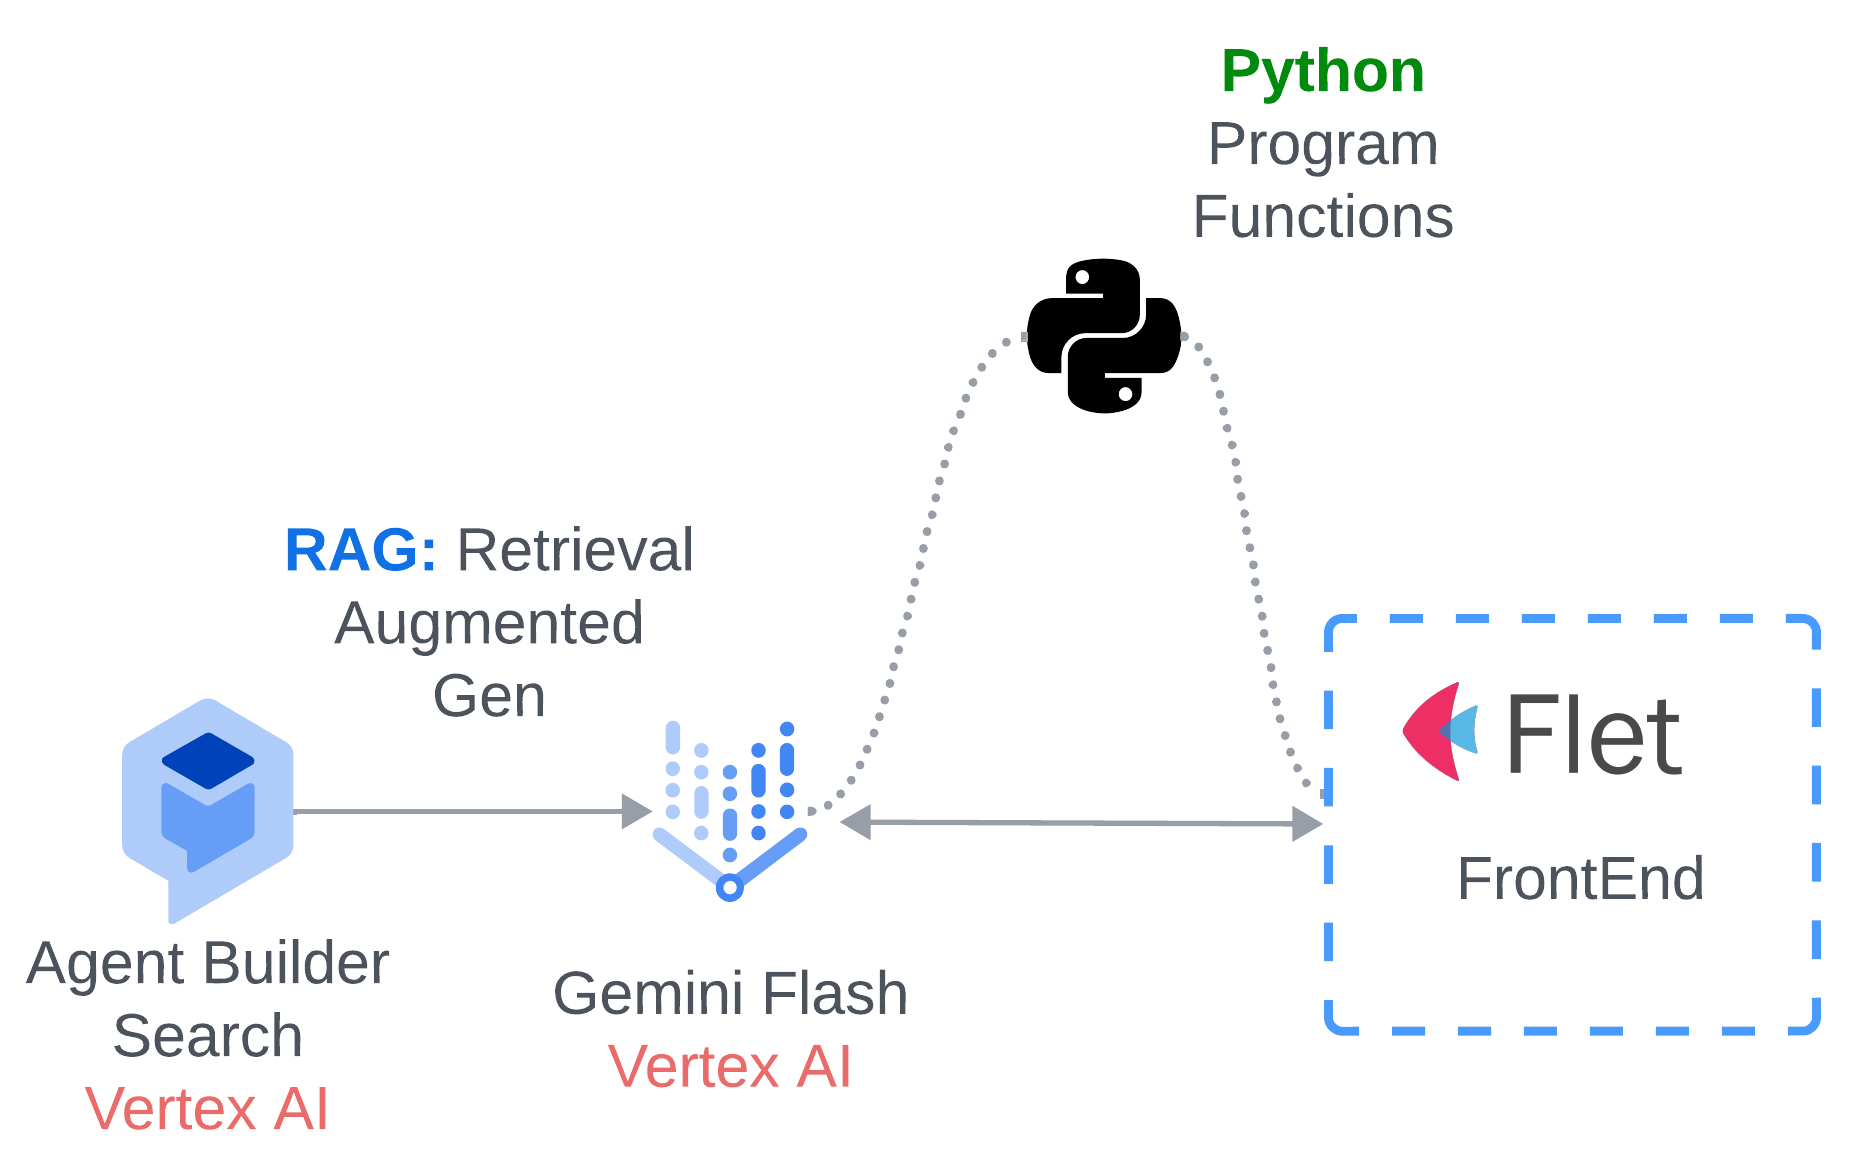 Python
Program
Functions
RAG: Retrieval
Augmented
Gen
Flet
FrontEnd
Agent Builder
Search
Vertex AI
Gemini Flash
Vertex AI